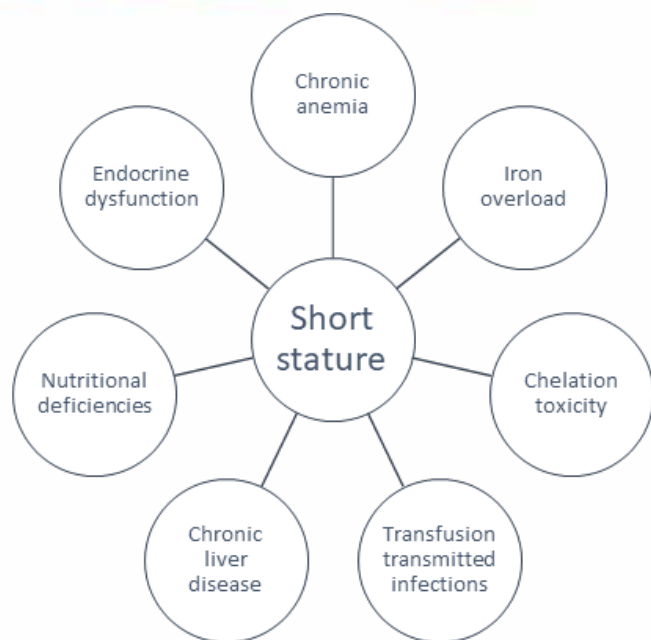 Chronic
anemia
Iron
overload
Chelation
toxicity
Transfusion
transmitted
infections
Chronic
liver
disease
Nutritional
deficiencies
Endocrine
dysfunction
Short
stature